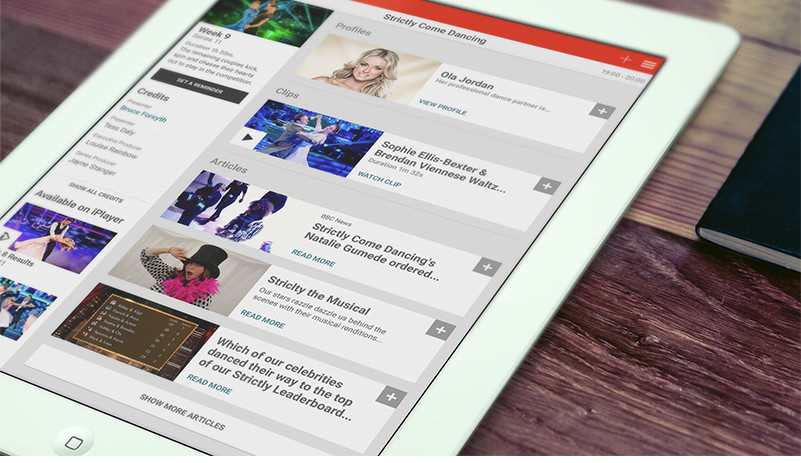 Strictly Come Dancing
19:00 - 20:00
Week 9
Series 11
Duration 1h 30m.
The remaining couples kick,
spin and chasse their hearts
out to stay in the competition
SET A REMINDER
Credits
Presenter
Bruce Forsyth
Presenter
Tess Daly
Executive Producer
Louise Rainbow
Series Producer
Jayne Stanger
SHOW ALL CREDITS
Available on iPlayer
Results
Profiles
Ola Jordan
Her professional dance partner is...
VIEW PROFILE
Clips
Sophie Ellis-Bexter &
Brendan Viennese Waltz...
Duration 1m 32s
WATCH CLIP
Articles
BBC News
Strictly Come Dancing's
Natalie Gumede ordered...
READ MORE
Striclty the Musical
Our stars razzle dazzle us behind the
scenes with their musical renditions...
READ MORE
Which of our celebrities
danced their way to the top
of our Strictly Leaderboard...
READ MORE
SHOW MORE ARTICLES